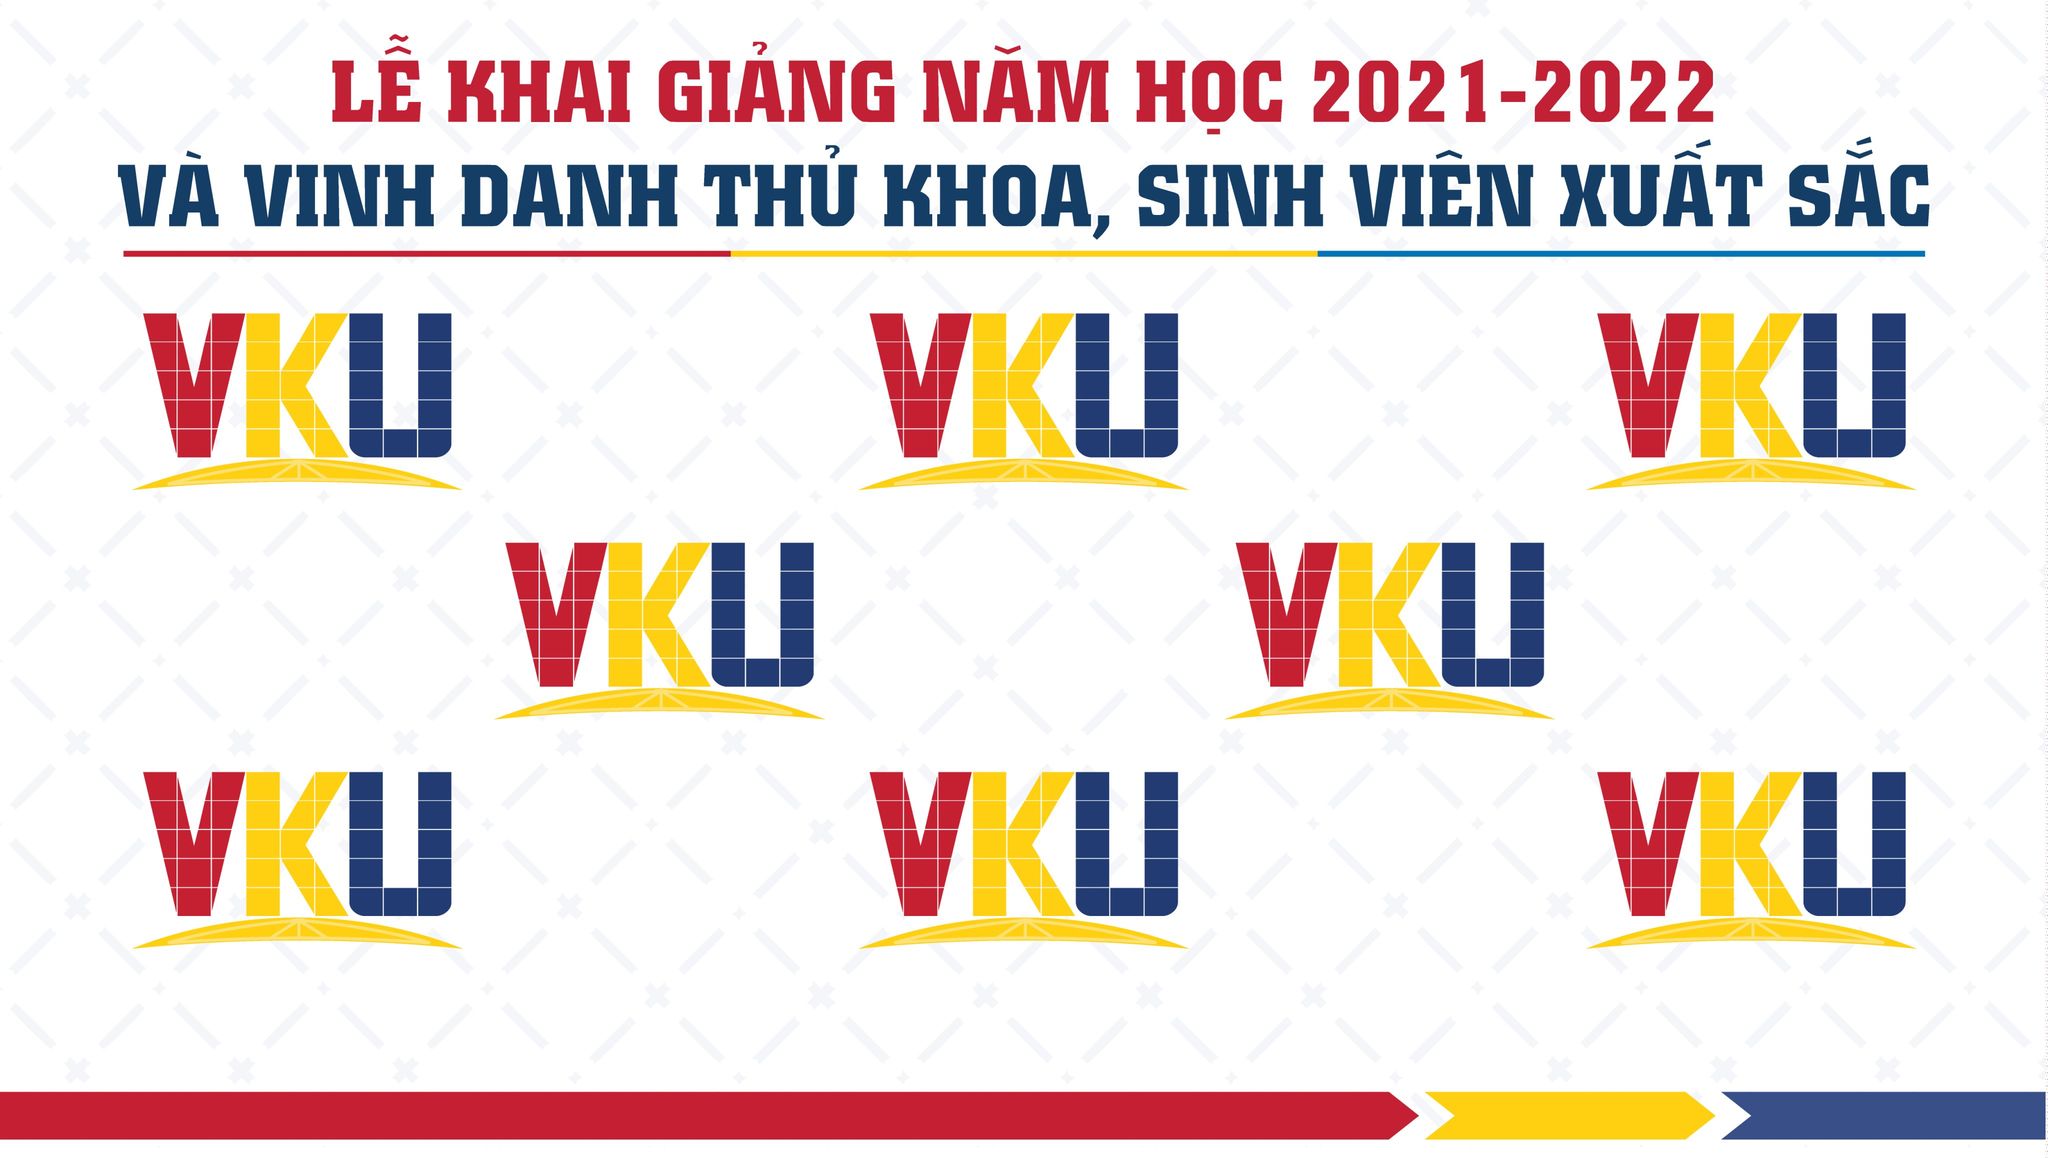 LỄ KHAI GIẢNG NĂM HỌC 2021-2022
VÀ VINH DANH THỦ KHOA, SINH VIÊN XUẤT SẮC
VKU VKU VKU
VKU VKU
VKU VKU VKU